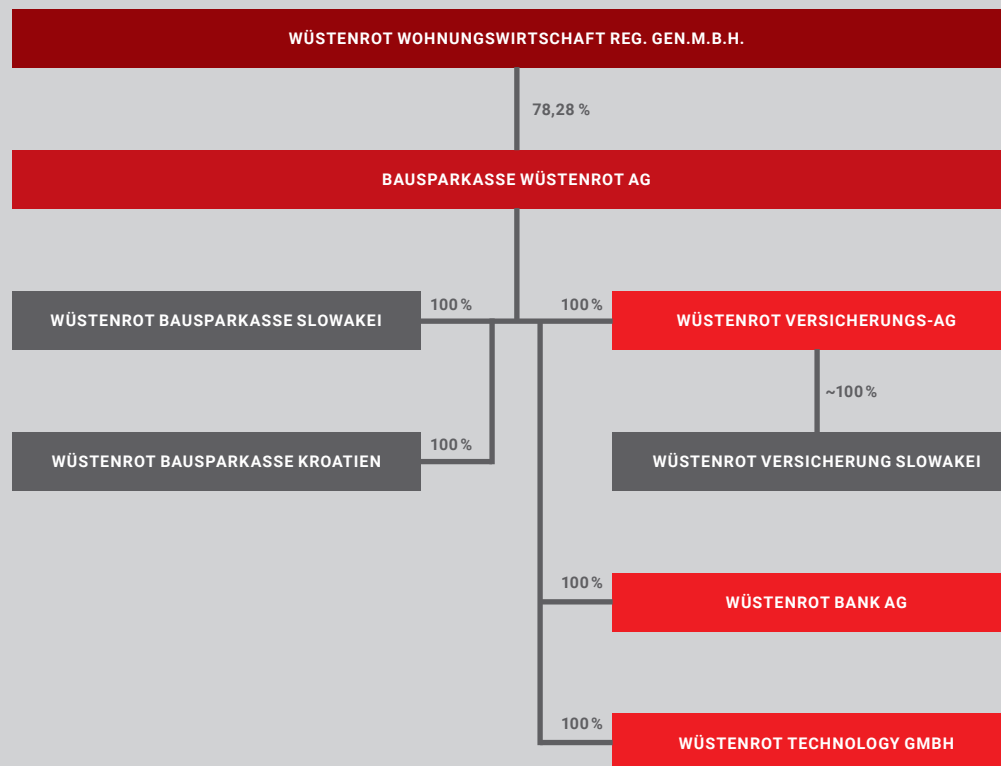 WÜSTENROT WOHNUNGSWIRTSCHAFT REG. GEN.M.B.H.
78,28 %
BAUSPARKASSE WÜSTENROT AG
100 %
100 %
WÜSTENROT BAUSPARKASSE SLOWAKEI
WÜSTENROT VERSICHERUNGS-AG
~100 %
100 %
WÜSTENROT BAUSPARKASSE KROATIEN
WÜSTENROT VERSICHERUNG SLOWAKEI
100 %
WÜSTENROT BANK AG
100 %
WÜSTENROT TECHNOLOGY GMBH